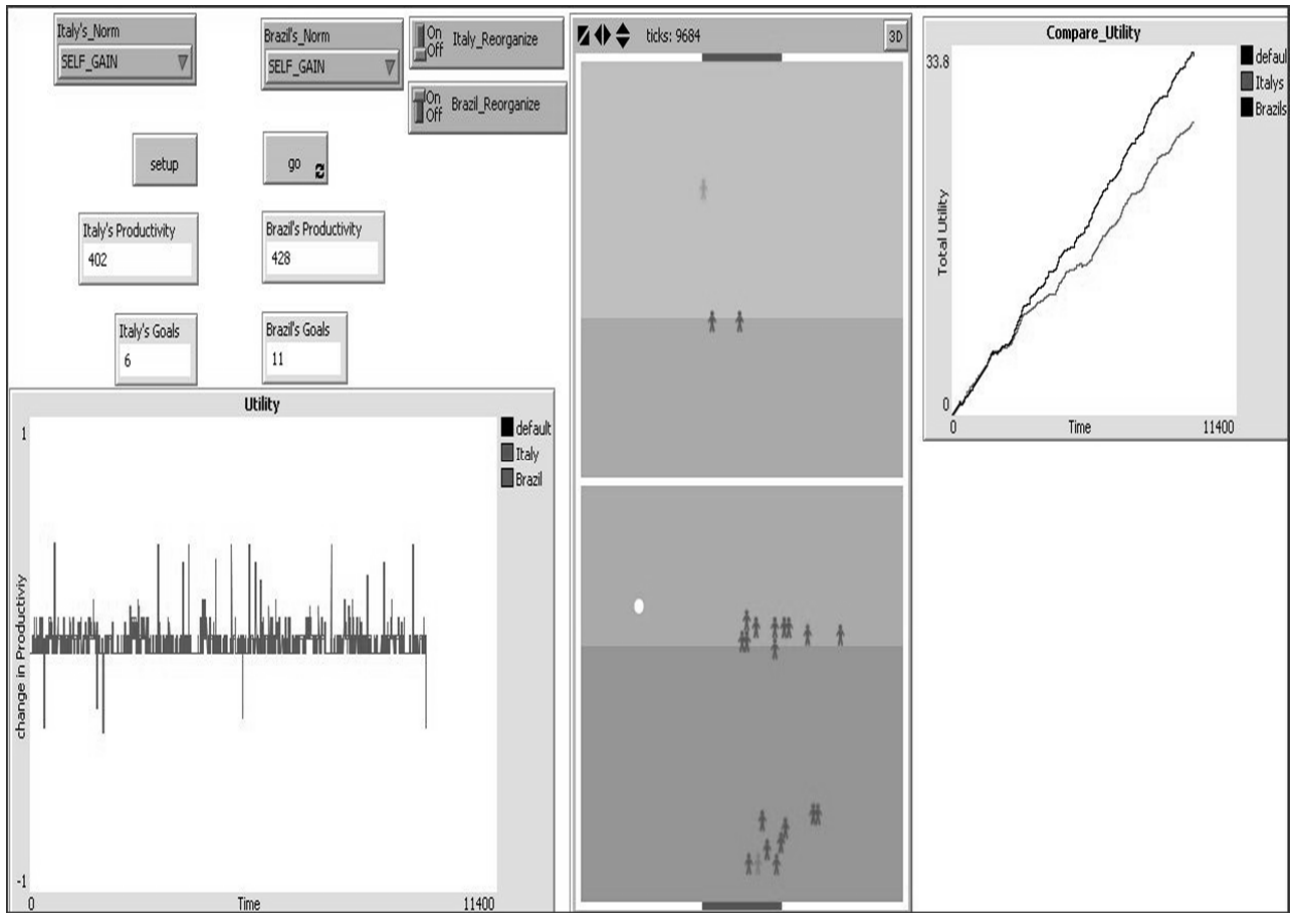 Italy's_Norm
SELF_GAIN
Brazil's_Norm
SELF_GAIN
On
Off
Italy_Reorganize
On
Off
Brazil_Reorganize
setup
go
Italy's Productivity
402
Brazil's Productivity
428
Italy's Goals
6
Brazil's Goals
11
Utility
1
change in Productiviy
-1
0
Time
11400
default
Italy
Brazil
ticks: 9684
3D
Compare_Utility
33.8
Total Utility
0
0
Time
11400
defaul
Italys
Brazils